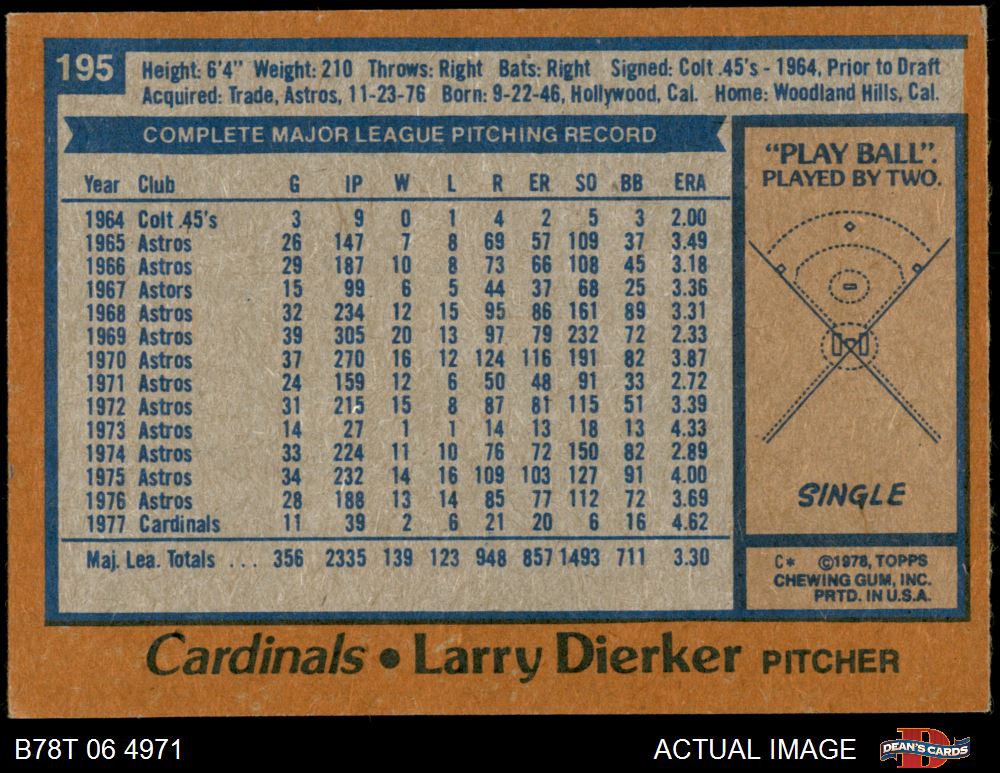 195
Height: 6'4" Weight: 210 Throws: Right Bats: Right Signed: Colt .45's - 1964, Prior to Draft
Acquired: Trade, Astros, 11-23-76 Born: 9-22-46, Hollywood, Cal. Home: Woodland Hills, Cal.
COMPLETE MAJOR LEAGUE PITCHING RECORD
Year Club G IP W L R ER SO BB ERA
1964 Colt .45's 3 9 0 1 4 2 5 3 2.00
1965 Astros 26 147 7 8 69 57 109 37 3.49
1966 Astros 29 187 10 8 73 66 108 45 3.18
1967 Astors 15 99 6 5 44 37 68 25 3.36
1968 Astros 32 234 12 15 95 86 161 89 3.31
1969 Astros 39 305 20 13 97 79 232 72 2.33
1970 Astros 37 270 16 12 124 116 191 82 3.87
1971 Astros 24 159 12 6 50 48 91 33 2.72
1972 Astros 31 215 15 8 87 81 115 51 3.39
1973 Astros 14 27 1 1 14 13 18 13 4.33
1974 Astros 33 224 11 10 76 72 150 82 2.89
1975 Astros 34 232 14 16 109 103 127 91 4.00
1976 Astros 28 188 13 14 85 77 112 72 3.69
1977 Cardinals 11 39 2 6 21 20 6 16 4.62
Maj. Lea. Totals ... 356 2335 139 123 948 857 1493 711 3.30
"PLAY BALL".
PLAYED BY TWO.
SINGLE
C* ©1978, TOPPS
CHEWING GUM, INC.
PRTD. IN U.S.A.
Cardinals • Larry Dierker PITCHER
B78T 06 4971
ACTUAL IMAGE
DEAN'S CARDS